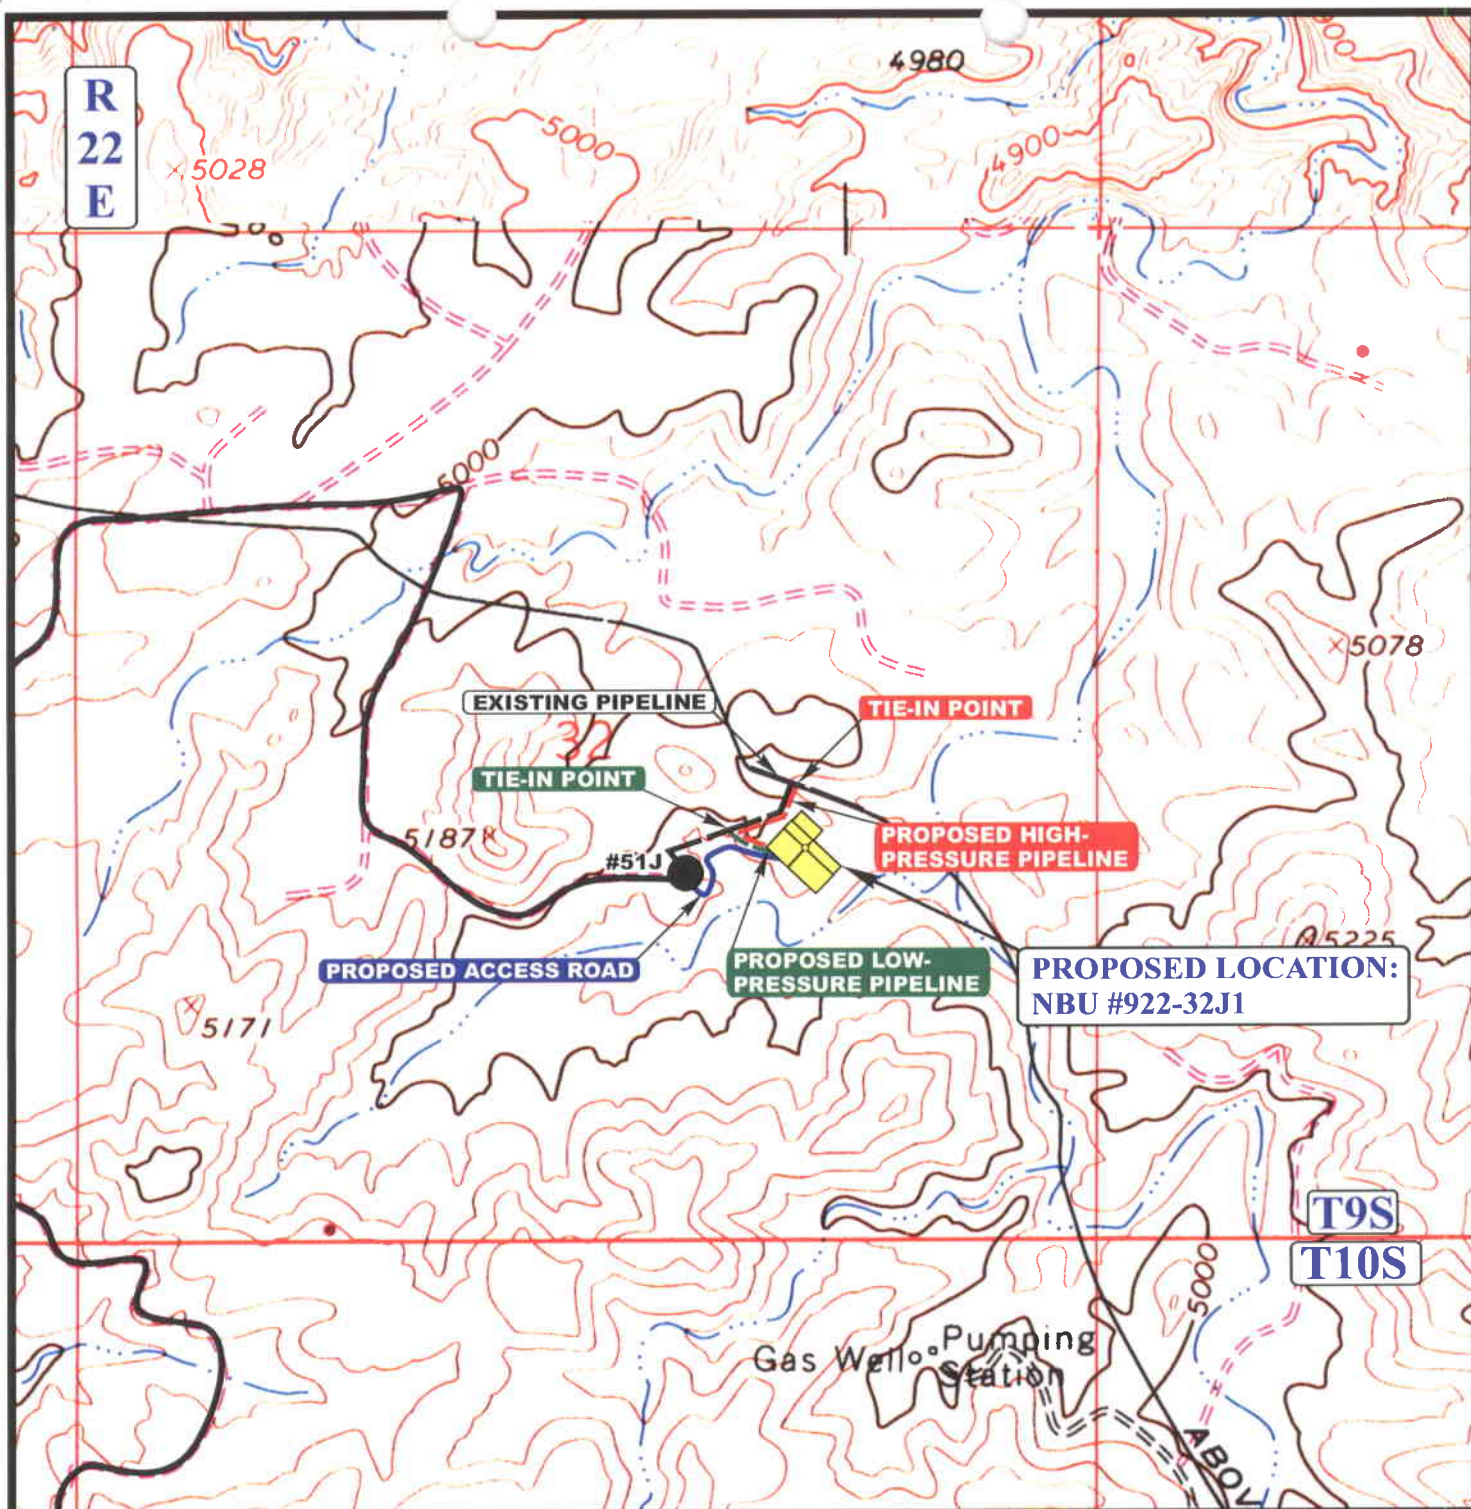 4980
R
22
E
5000
4900
5028
5000
5078
EXISTING PIPELINE
TIE-IN POINT
32
TIE-IN POINT
PROPOSED HIGH-
PRESSURE PIPELINE
5187
#51J
5225
PROPOSED ACCESS ROAD
PROPOSED LOW-
PRESSURE PIPELINE
PROPOSED LOCATION:
NBU #922-32J1
5171
T9S
T10S
5000
Pumping
Gas Well
Station